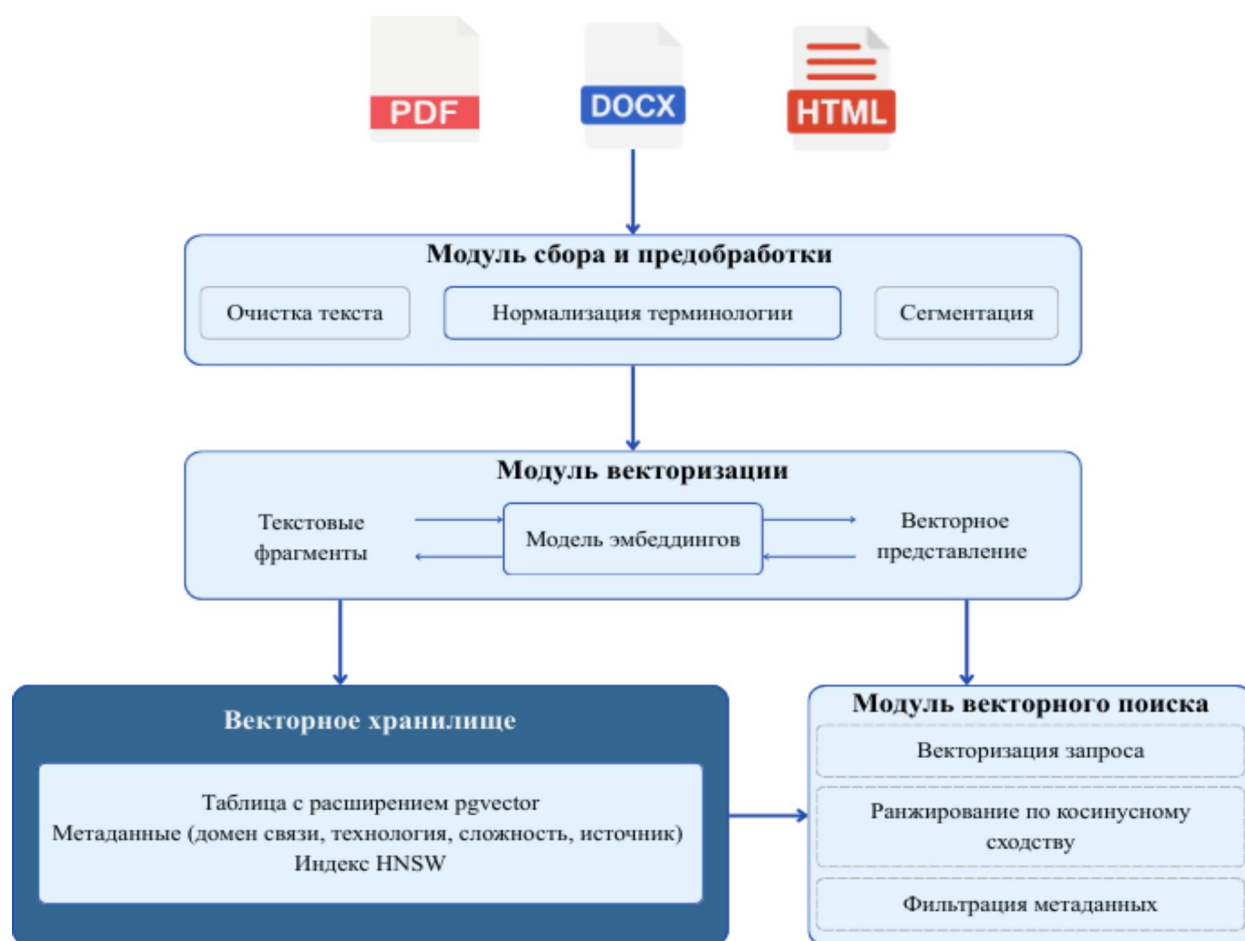 PDF
DOCX
HTML
Модуль сбора и предобработки
Очистка текста
Нормализация терминологии
Сегментация
Модуль векторизации
Текстовые
фрагменты
Модель эмбеддингов
Векторное
представление
Векторное хранилище
Таблица с расширением pgvector
Метаданные (домен связи, технология, сложность, источник)
Индекс HNSW
Модуль векторного поиска
Векторизация запроса
Ранжирование по косинусному
сходству
Фильтрация метаданных